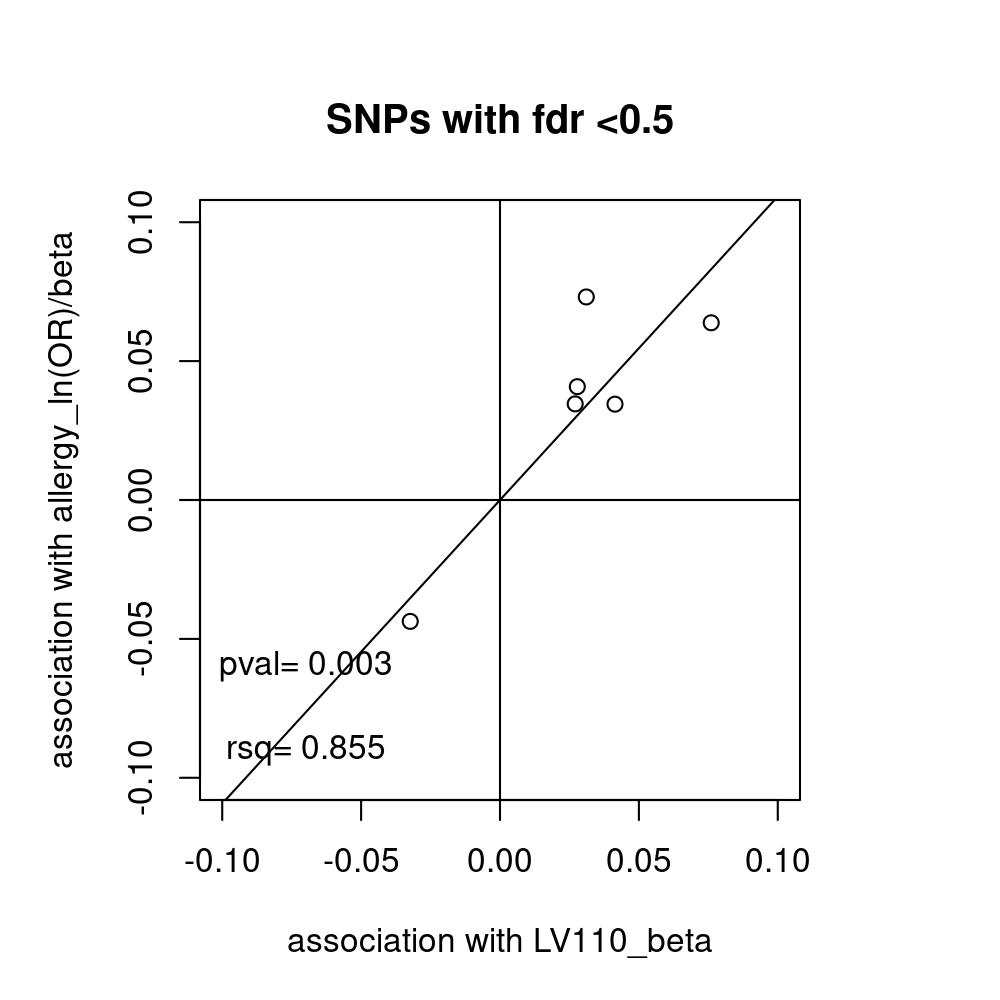 SNPs with fdr <0.5
association with allergy_ln(OR)/beta
0.10
0.05
0.00
-0.05
-0.10
pval= 0.003
rsq= 0.855
-0.10
-0.05
0.00
0.05
0.10
association with LV110_beta